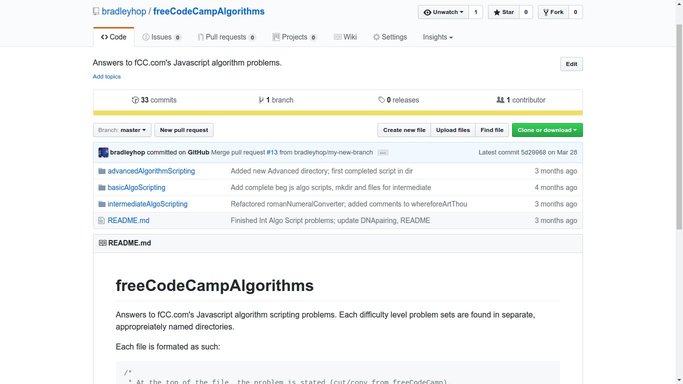 bradleyhop / freeCodeCampAlgorithms
Unwatch 1 Star 0 Fork 0
Code Issues 0 Pull requests 0 Projects 0 Wiki Settings Insights
Answers to fCC.com's Javascript algorithm problems.
Edit
Add topics
33 commits 1 branch 0 releases 1 contributor
Branch: master New pull request Create new file Upload files Find file Clone or download
bradleyhop committed on GitHub Merge pull request #13 from bradleyhop/my-new-branch ... Latest commit 5d20068 on Mar 28
advancedAlgorithmScripting Added new Advanced directory; first completed script in dir 3 months ago
basicAlgoScripting Add complete beg js algo scripts, mkdir and files for intermediate 4 months ago
intermediateAlgoScripting Refactored romanNumeralConverter; added comments to whereforeArtThou 3 months ago
README.md Finished Int Algo Script problems; update DNApairing, README 3 months ago
README.md
freeCodeCampAlgorithms
Answers to fCC.com's Javascript algorithm scripting problems. Each difficulty level problem sets are found in separate,
appropreiately named directories.
Each file is formated as such:
/*
* At the top of the file, the problem is stated (cut/copy from freeCodeCamp).